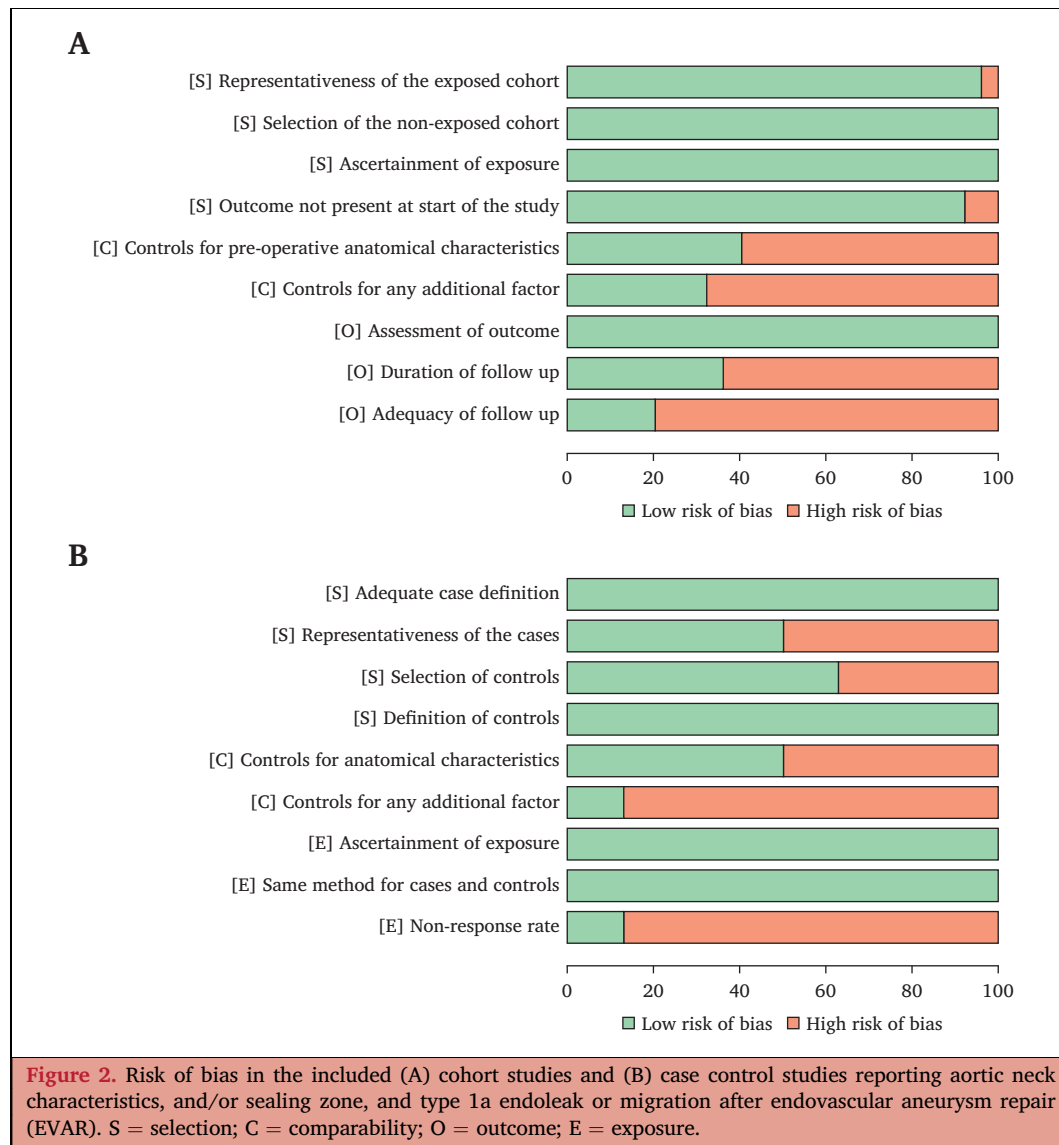 A
[S] Representativeness of the exposed cohort
[S] Selection of the non-exposed cohort
[S] Ascertainment of exposure
[S] Outcome not present at start of the study
[C] Controls for pre-operative anatomical characteristics
[C] Controls for any additional factor
[O] Assessment of outcome
[O] Duration of follow up
[O] Adequacy of follow up
0 20 40 60 80 100
Low risk of bias High risk of bias
B
[S] Adequate case definition
[S] Representativeness of the cases
[S] Selection of controls
[S] Definition of controls
[C] Controls for anatomical characteristics
[C] Controls for any additional factor
[E] Ascertainment of exposure
[E] Same method for cases and controls
[E] Non-response rate
0 20 40 60 80 100
Low risk of bias High risk of bias
Figure 2. Risk of bias in the included (A) cohort studies and (B) case control studies reporting aortic neck
characteristics, and/or sealing zone, and type 1a endoleak or migration after endovascular aneurysm repair
(EVAR). S = selection; C = comparability; O = outcome; E = exposure.